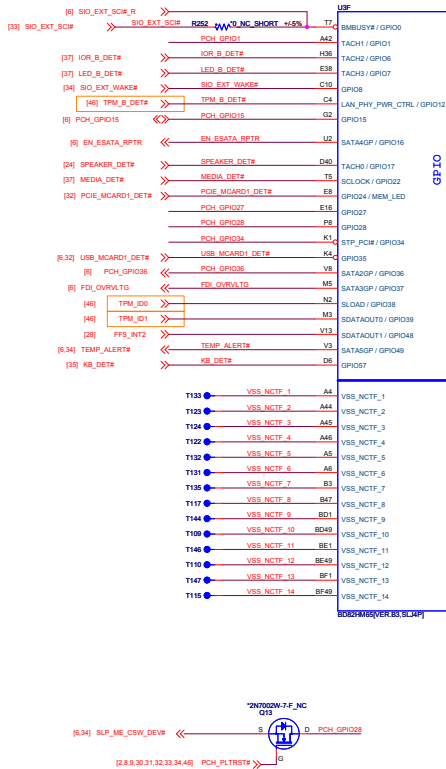 [6] SIO_EXT_SCI#_R
U3F
[33] SIO_EXT_SCI# SIO_EXT_SCI# R252 *0_NC_SHORT +/-5% T7 BMBUSY# / GPIO0
PCH_GPIO1 A42 TACH1 / GPIO1
[37] IOR_B_DET# IOR_B_DET# H36 TACH2 / GPIO6
[37] LED_B_DET# LED_B_DET# E38 TACH3 / GPIO7
[34] SIO_EXT_WAKE# SIO_EXT_WAKE# C10 GPIO8
[46] TPM_B_DET# TPM_B_DET# C4 LAN_PHY_PWR_CTRL / GPIO12
[6] PCH_GPIO15 PCH_GPIO15 G2 GPIO15
[6] EN_ESATA_RPTR EN_ESATA_RPTR U2 SATA4GP / GPIO16
GPIO
[24] SPEAKER_DET# SPEAKER_DET# D40 TACH0 / GPIO17
[37] MEDIA_DET# MEDIA_DET# T5 SCLOCK / GPIO22
[32] PCIE_MCARD1_DET# PCIE_MCARD1_DET# E8 GPIO24 / MEM_LED
PCH_GPIO27 E16 GPIO27
PCH_GPIO28 P8 GPIO28
PCH_GPIO34 K1 STP_PCI# / GPIO34
[6,32] USB_MCARD1_DET# USB_MCARD1_DET# K4 GPIO35
[6] PCH_GPIO36 PCH_GPIO36 V8 SATA2GP / GPIO36
[6] FDI_OVRVLTG FDI_OVRVLTG M5 SATA3GP / GPIO37
[46] TPM_ID0 N2 SLOAD / GPIO38
[46] TPM_ID1 M3 SDATAOUT0 / GPIO39
[28] FFS_INT2 V13 SDATAOUT1 / GPIO48
[6,34] TEMP_ALERT# TEMP_ALERT# V3 SATA5GP / GPIO49
[35] KB_DET# KB_DET# D6 GPIO57
T133 VSS_NCTF_1 A4 VSS_NCTF_1
T123 VSS_NCTF_2 A44 VSS_NCTF_2
T124 VSS_NCTF_3 A45 VSS_NCTF_3
T122 VSS_NCTF_4 A46 VSS_NCTF_4
T132 VSS_NCTF_5 A5 VSS_NCTF_5
T131 VSS_NCTF_6 A6 VSS_NCTF_6
T135 VSS_NCTF_7 B3 VSS_NCTF_7
T117 VSS_NCTF_8 B47 VSS_NCTF_8
T144 VSS_NCTF_9 BD1 VSS_NCTF_9
T109 VSS_NCTF_10 BD49 VSS_NCTF_10
T146 VSS_NCTF_11 BE1 VSS_NCTF_11
T110 VSS_NCTF_12 BE49 VSS_NCTF_12
T147 VSS_NCTF_13 BF1 VSS_NCTF_13
T115 VSS_NCTF_14 BF49 VSS_NCTF_14
BD82HM65[VER.B3,SLJ4P]
*2N7002W-7-F_NC
Q13
[6,34] SLP_ME_CSW_DEV# S D PCH_GPIO28
G
[2,8,9,30,31,32,33,34,46] PCH_PLTRST#